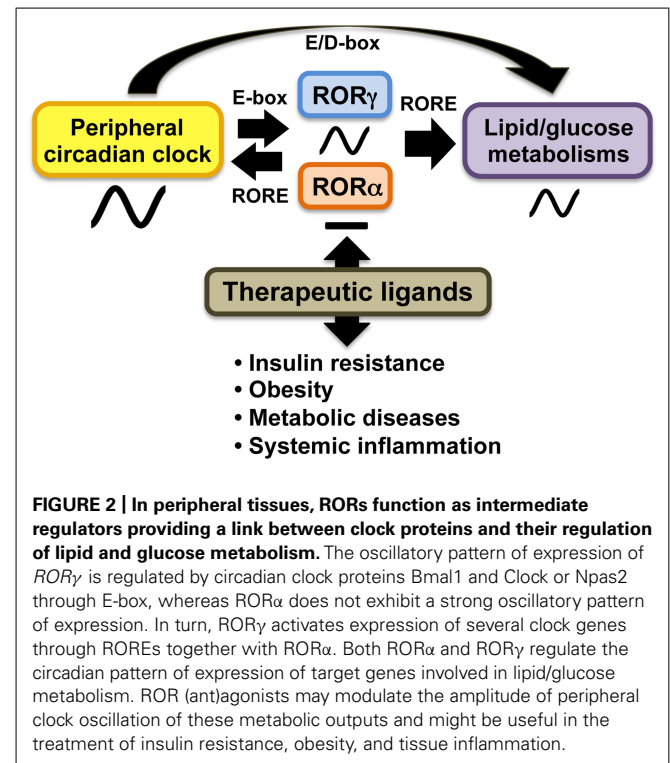 E/D-box
Peripheral
circadian clock
E-box
RORγ
RORE
RORE
RORα
Lipid/glucose
metabolisms
Therapeutic ligands
• Insulin resistance
• Obesity
• Metabolic diseases
• Systemic inflammation
FIGURE 2 | In peripheral tissues, RORs function as intermediate
regulators providing a link between clock proteins and their regulation
of lipid and glucose metabolism. The oscillatory pattern of expression of
RORγ is regulated by circadian clock proteins Bmal1 and Clock or Npas2
through E-box, whereas RORα does not exhibit a strong oscillatory pattern
of expression. In turn, RORγ activates expression of several clock genes
through ROREs together with RORα. Both RORα and RORγ regulate the
circadian pattern of expression of target genes involved in lipid/glucose
metabolism. ROR (ant)agonists may modulate the amplitude of peripheral
clock oscillation of these metabolic outputs and might be useful in the
treatment of insulin resistance, obesity, and tissue inflammation.